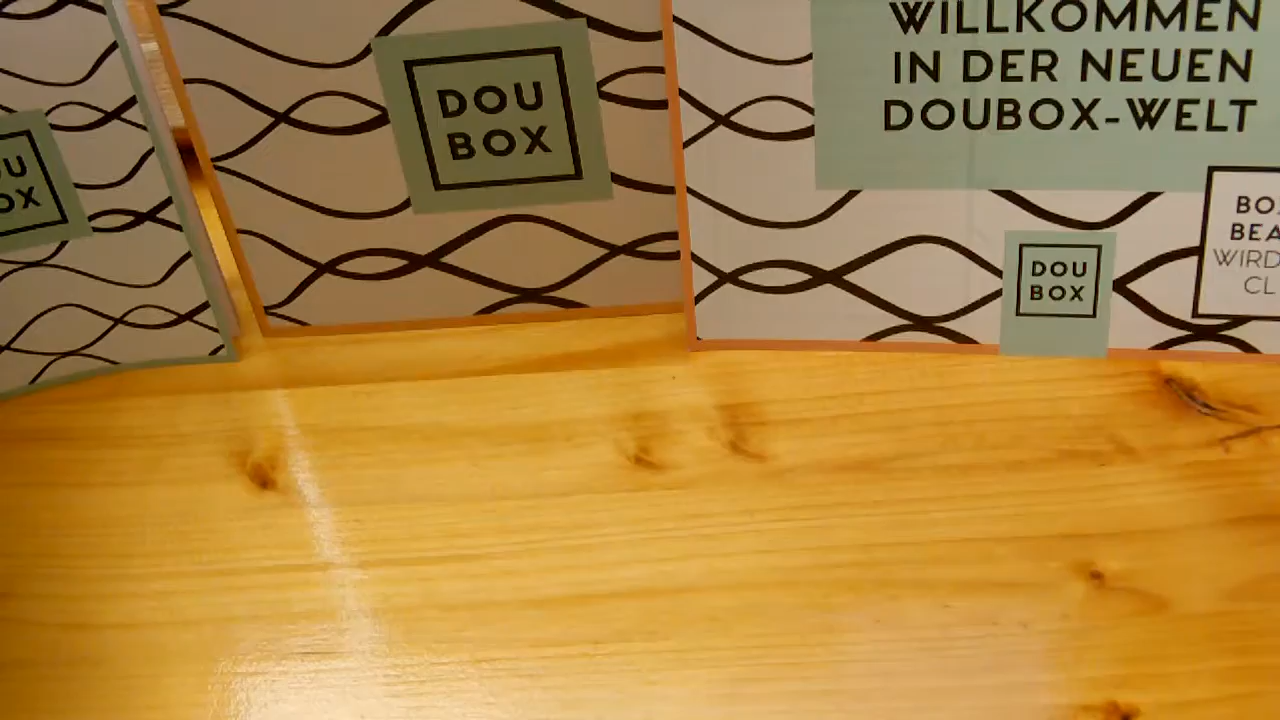 DOU
BOX
WILLKOMMEN
IN DER NEUEN
DOUBOX-WELT
DOU
BOX